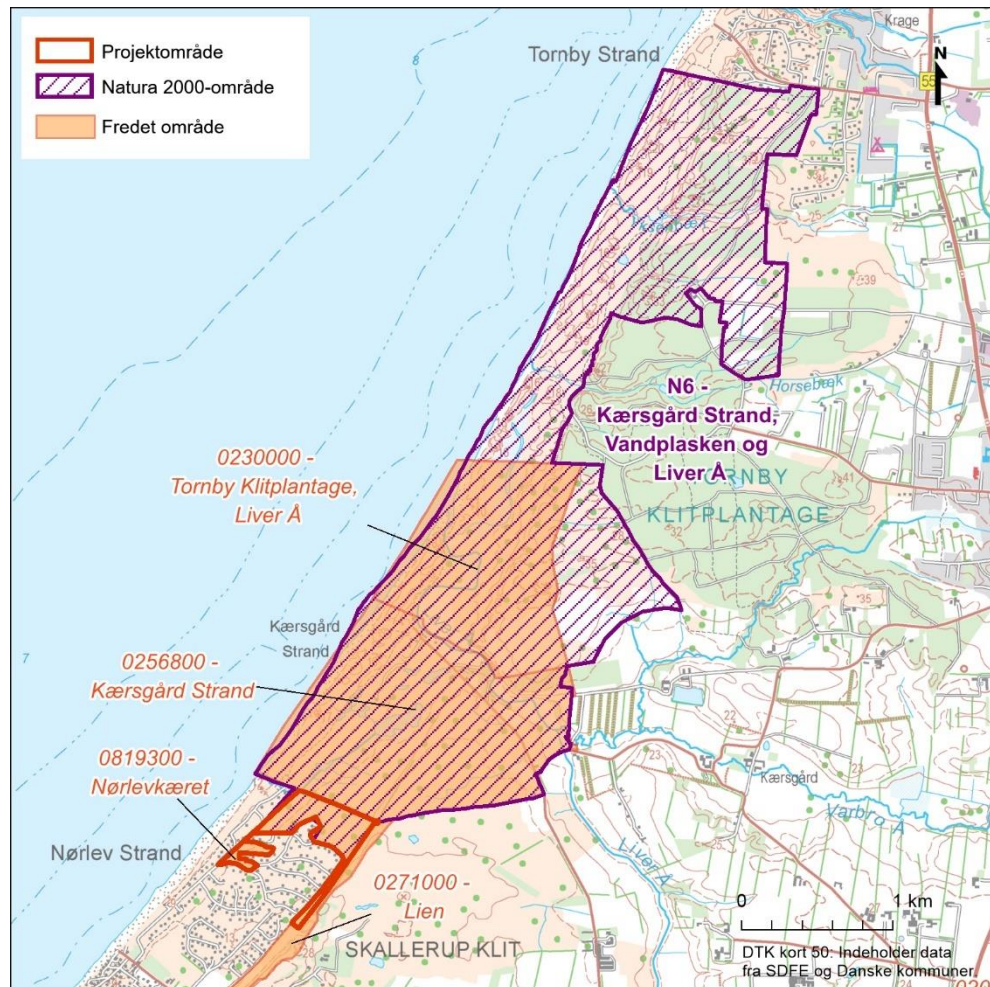 Projektområde
Natura 2000-område
Fredet område
Tornby Strand
Krage
N
55
N6 -
Kærsgård Strand,
Vandplasken og
Liver Å
Horsebæk
TORNBY
KLITPLANTAGE
0230000 -
Tornby Klitplantage,
Liver Å
Kærsgård
Strand
0256800 -
Kærsgård Strand
0819300 -
Nørlevkæret
Nørlev Strand
Kærsgård
Varbro Å
Liver Å
0271000 -
Lien
SKALLERUP KLIT
0
1 km
DTK kort 50: Indeholder data
fra SDFE og Danske kommuner